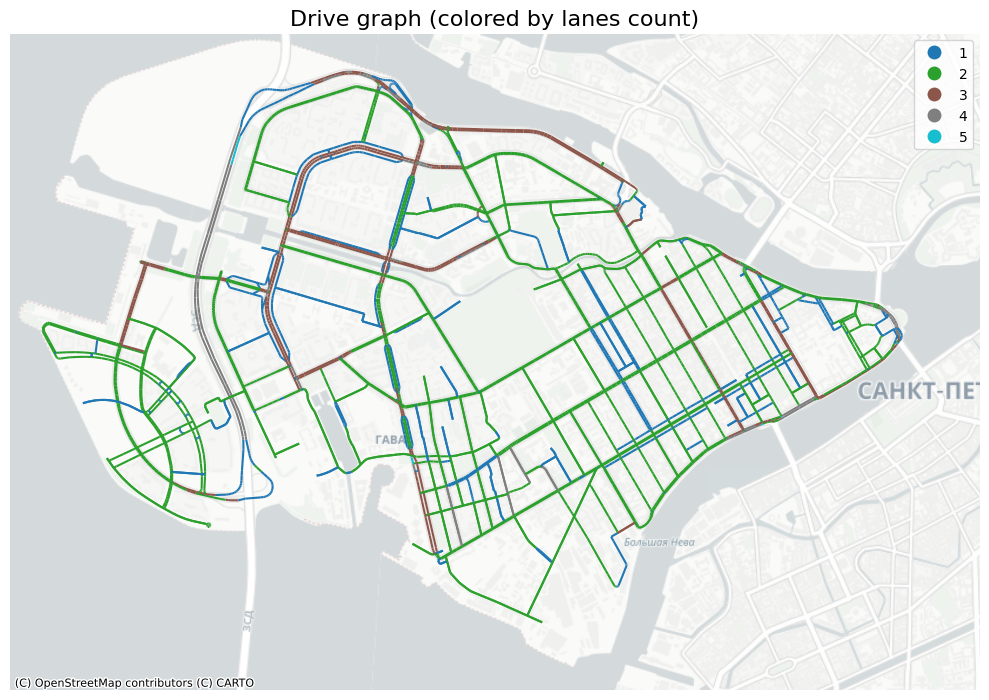 Drive graph (colored by lanes count)
1
2
3
4
5
САНКТ-ПЕТ
ГАВА
Большая Нева
ЗСД
(C) OpenStreetMap contributors (C) CARTO